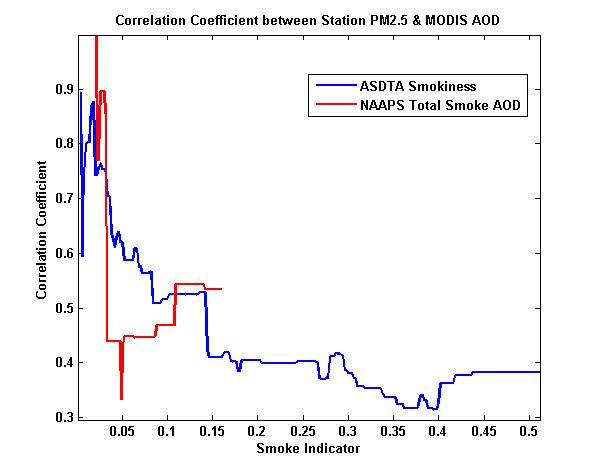 Correlation Coefficient between Station PM2.5 & MODIS AOD
ASDTA Smokiness
NAAPS Total Smoke AOD
Correlation Coefficient
0.9
0.8
0.7
0.6
0.5
0.4
0.3
0.05 0.1 0.15 0.2 0.25 0.3 0.35 0.4 0.45 0.5
Smoke Indicator